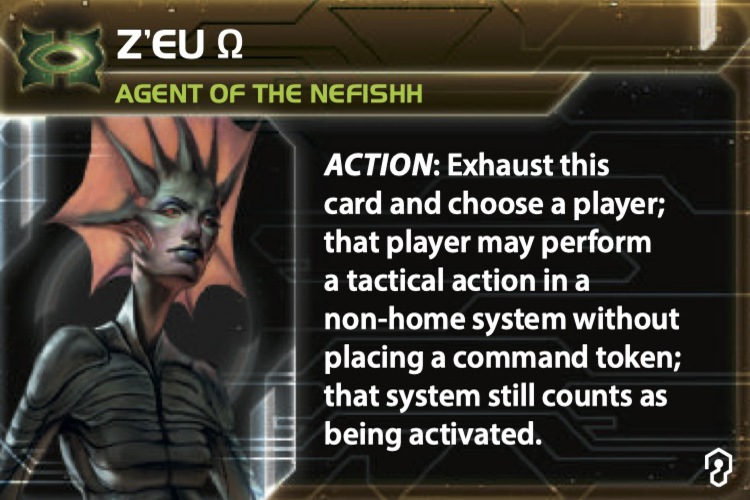 Z'EU Ω
AGENT OF THE NEFISHH
ACTION: Exhaust this
card and choose a player;
that player may perform
a tactical action in a
non-home system without
placing a command token;
that system still counts as
being activated.